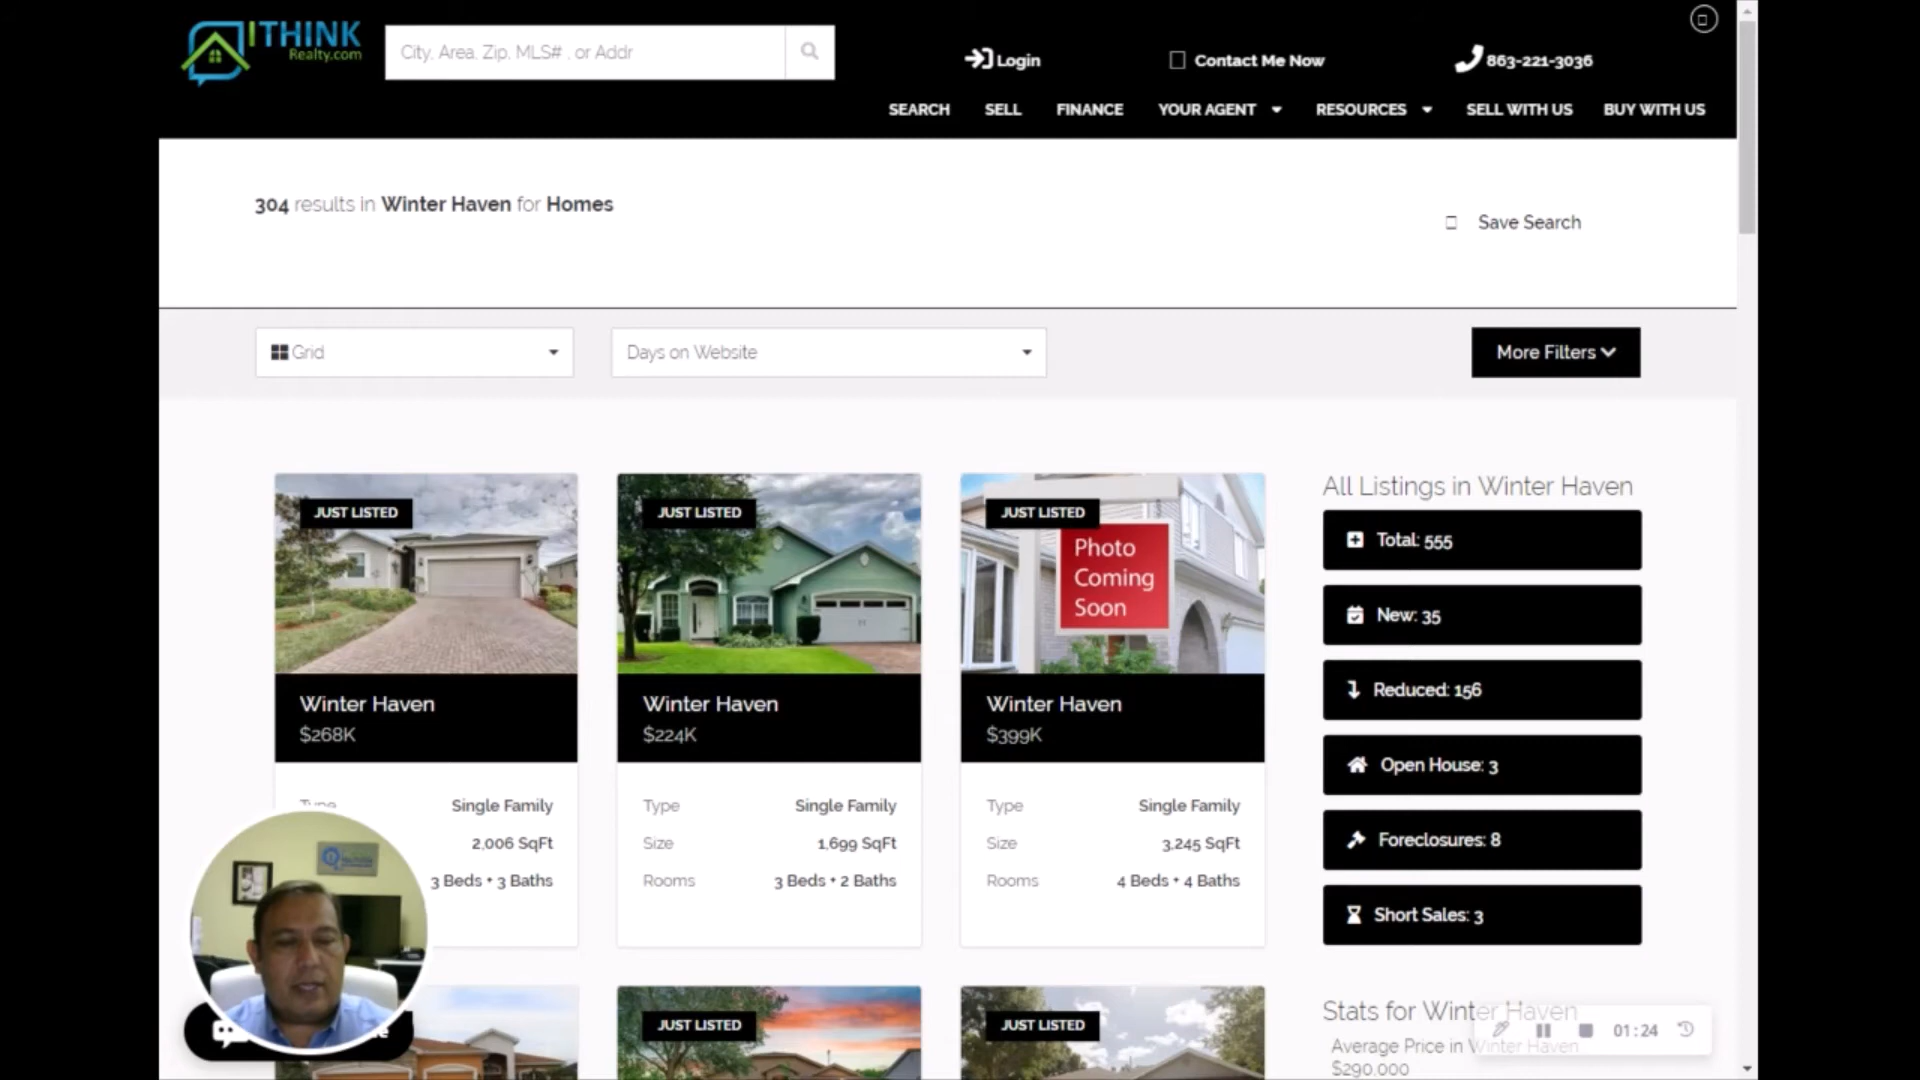 THINK
Realty.com
City, Area, Zip, MLS# , or Addr
Login
Contact Me Now
863-221-3036
SEARCH
SELL
FINANCE
YOUR AGENT
RESOURCES
SELL WITH US
BUY WITH US
304 results in Winter Haven for Homes
Save Search
Grid
Days on Website
More Filters
JUST LISTED
Winter Haven
$268K
Single Family
2,006 SqFt
3 Beds + 3 Baths
JUST LISTED
Photo
Coming
Soon
Winter Haven
$224K
Type Single Family
Size 1,699 SqFt
Rooms 3 Beds + 2 Baths
JUST LISTED
Winter Haven
$399K
Type Single Family
Size 3,245 SqFt
Rooms 4 Beds + 4 Baths
All Listings in Winter Haven
Total: 555
New: 35
Reduced: 156
Open House: 3
Foreclosures: 8
Short Sales: 3
JUST LISTED
JUST LISTED
Stats for Winter Haven
Average Price in Winter Haven
$290,000
01:24